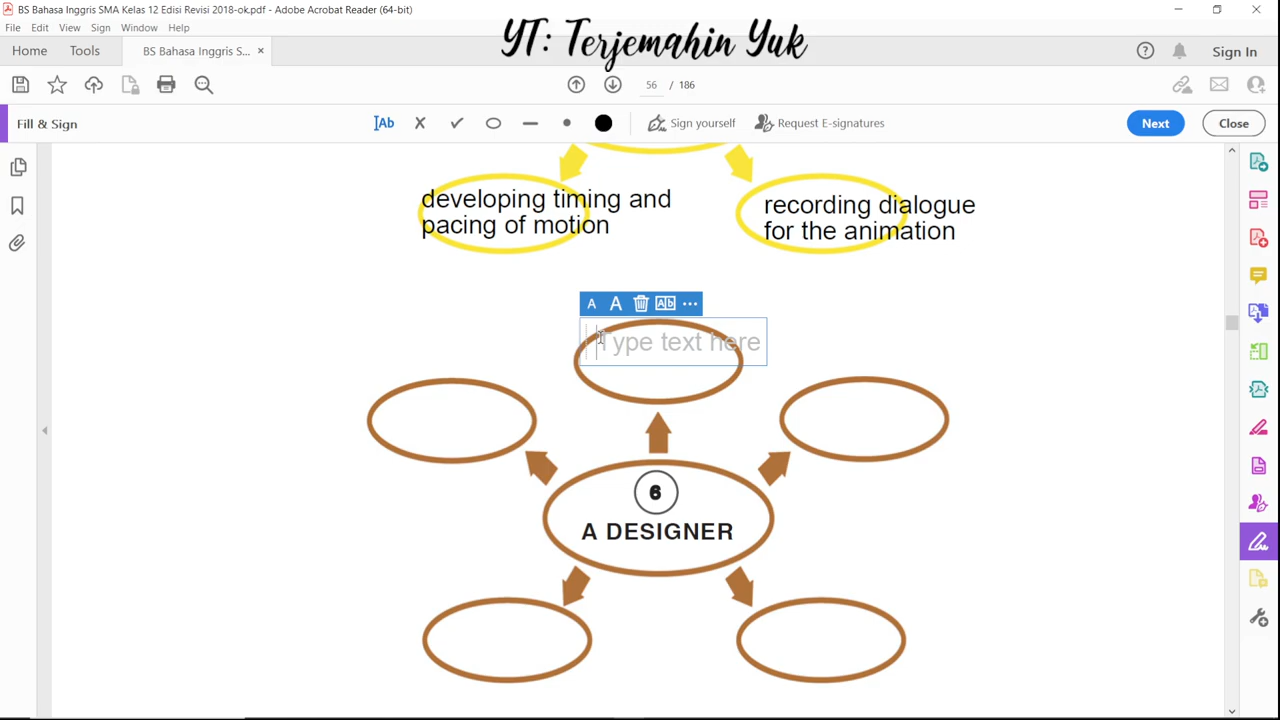 BS Bahasa Inggris SMA Kelas 12 Edisi Revisi 2018-ok.pdf - Adobe Acrobat Reader (64-bit)
File Edit View Sign Window Help
YT: Terjemahin Yuk
Home Tools BS Bahasa Inggris S... × Sign In
56 / 186
Fill & Sign Ab Sign yourself Request E-signatures Next Close
developing timing and
pacing of motion
recording dialogue
for the animation
A A Ab ...
Type text here
6
A DESIGNER